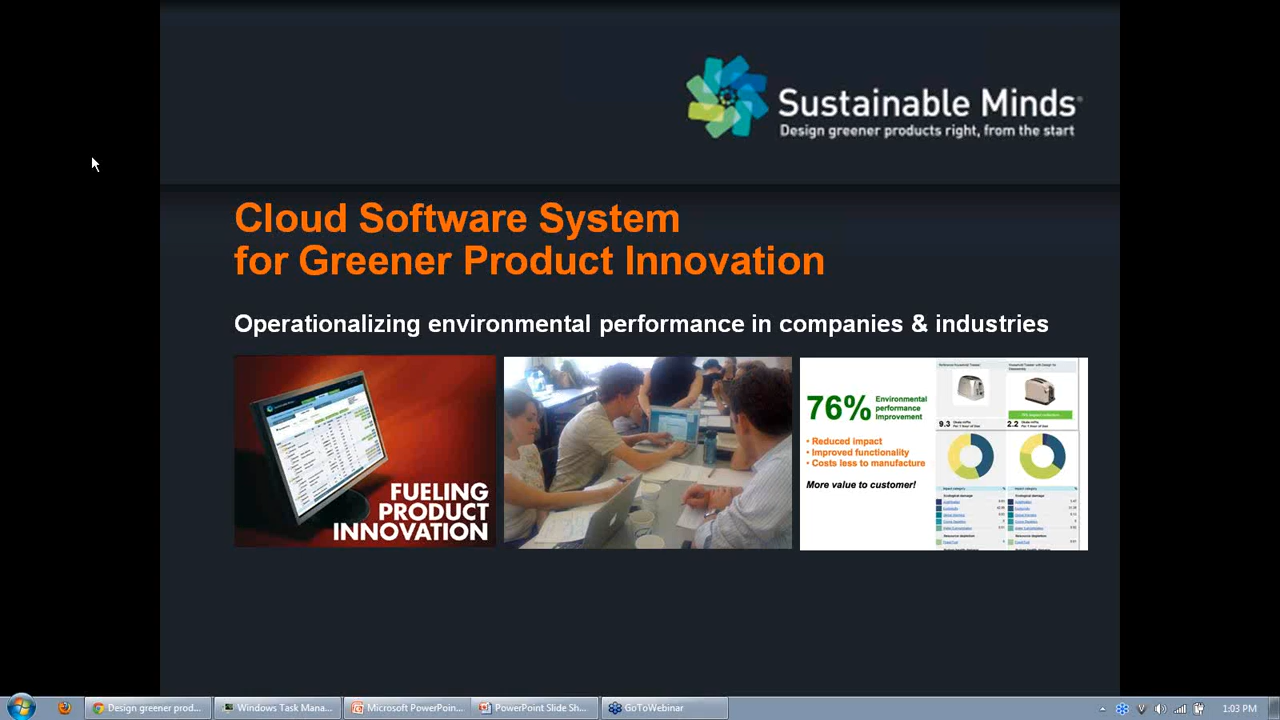 Sustainable Minds®
Design greener products right, from the start
Cloud Software System
for Greener Product Innovation
Operationalizing environmental performance in companies & industries
FUELING
PRODUCT
INNOVATION
76%
Environmental
performance
Improvement
• Reduced impact
• Improved functionality
• Costs less to manufacture
More value to customer!
9.3
2.2
Design greener prod...
Windows Task Mana...
Microsoft PowerPoin...
PowerPoint Slide Sh...
GoToWebinar
1:03 PM